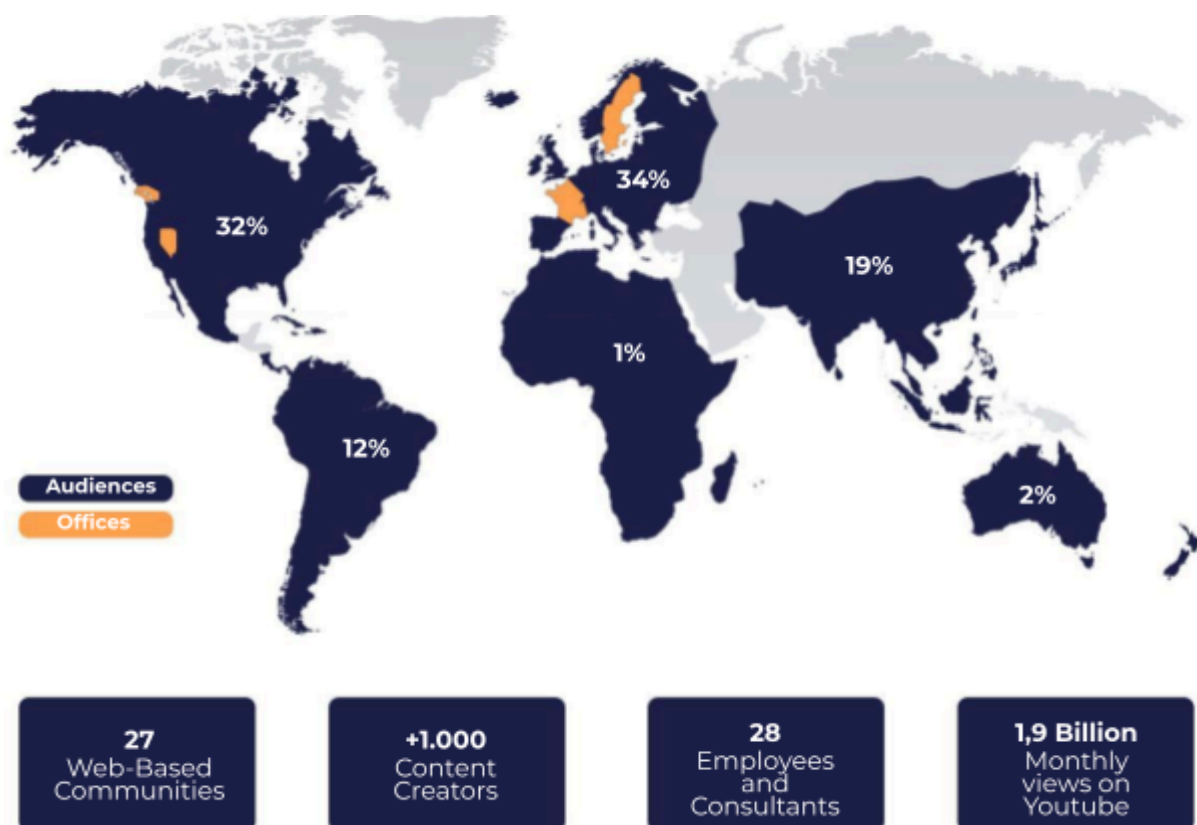 34%
32%
19%
1%
12%
Audiences
2%
Offices
27
Web-Based
Communities
+1.000
Content
Creators
28
Employees
and
Consultants
1,9 Billion
Monthly
views on
Youtube